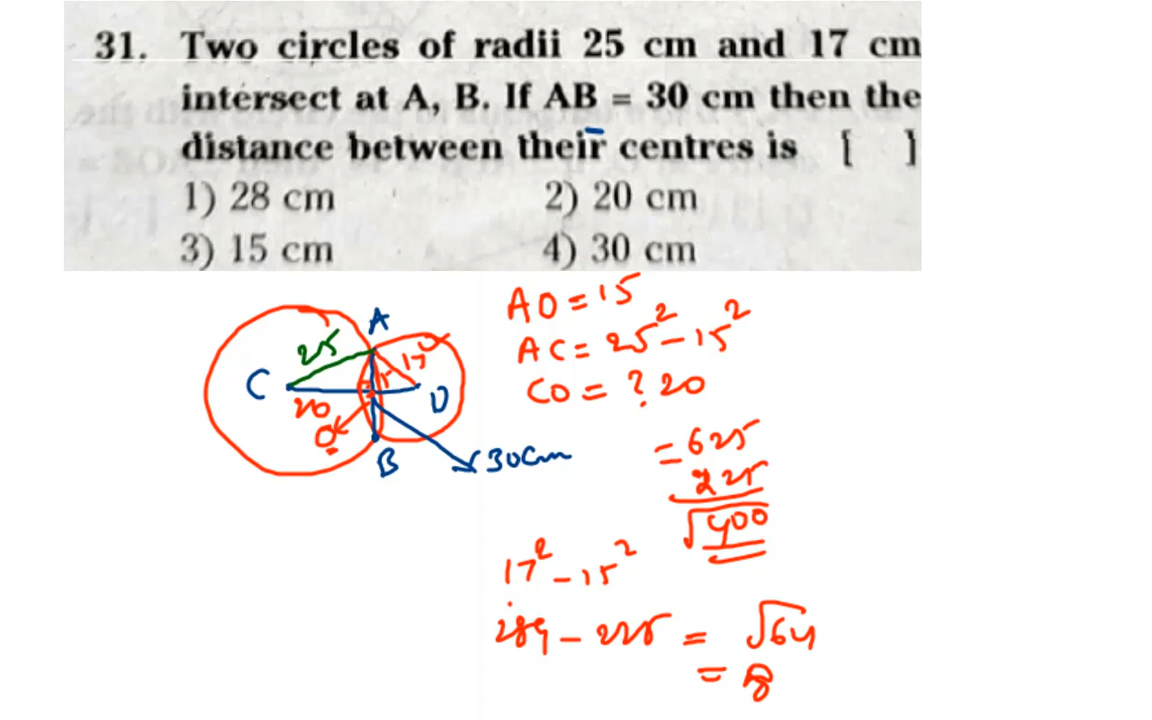 31. Two circles of radii 25 cm and 17 cm
intersect at A, B. If AB = 30 cm then the
distance between their centres is [ ]
1) 28 cm 2) 20 cm
3) 15 cm 4) 30 cm
AO = 15
A
AC = 25² - 15²
25 17
C CO = ? 20
20 D
O
B 30cm
= 625
225
√400
17² - 15²
289 - 225 = √64
= 8